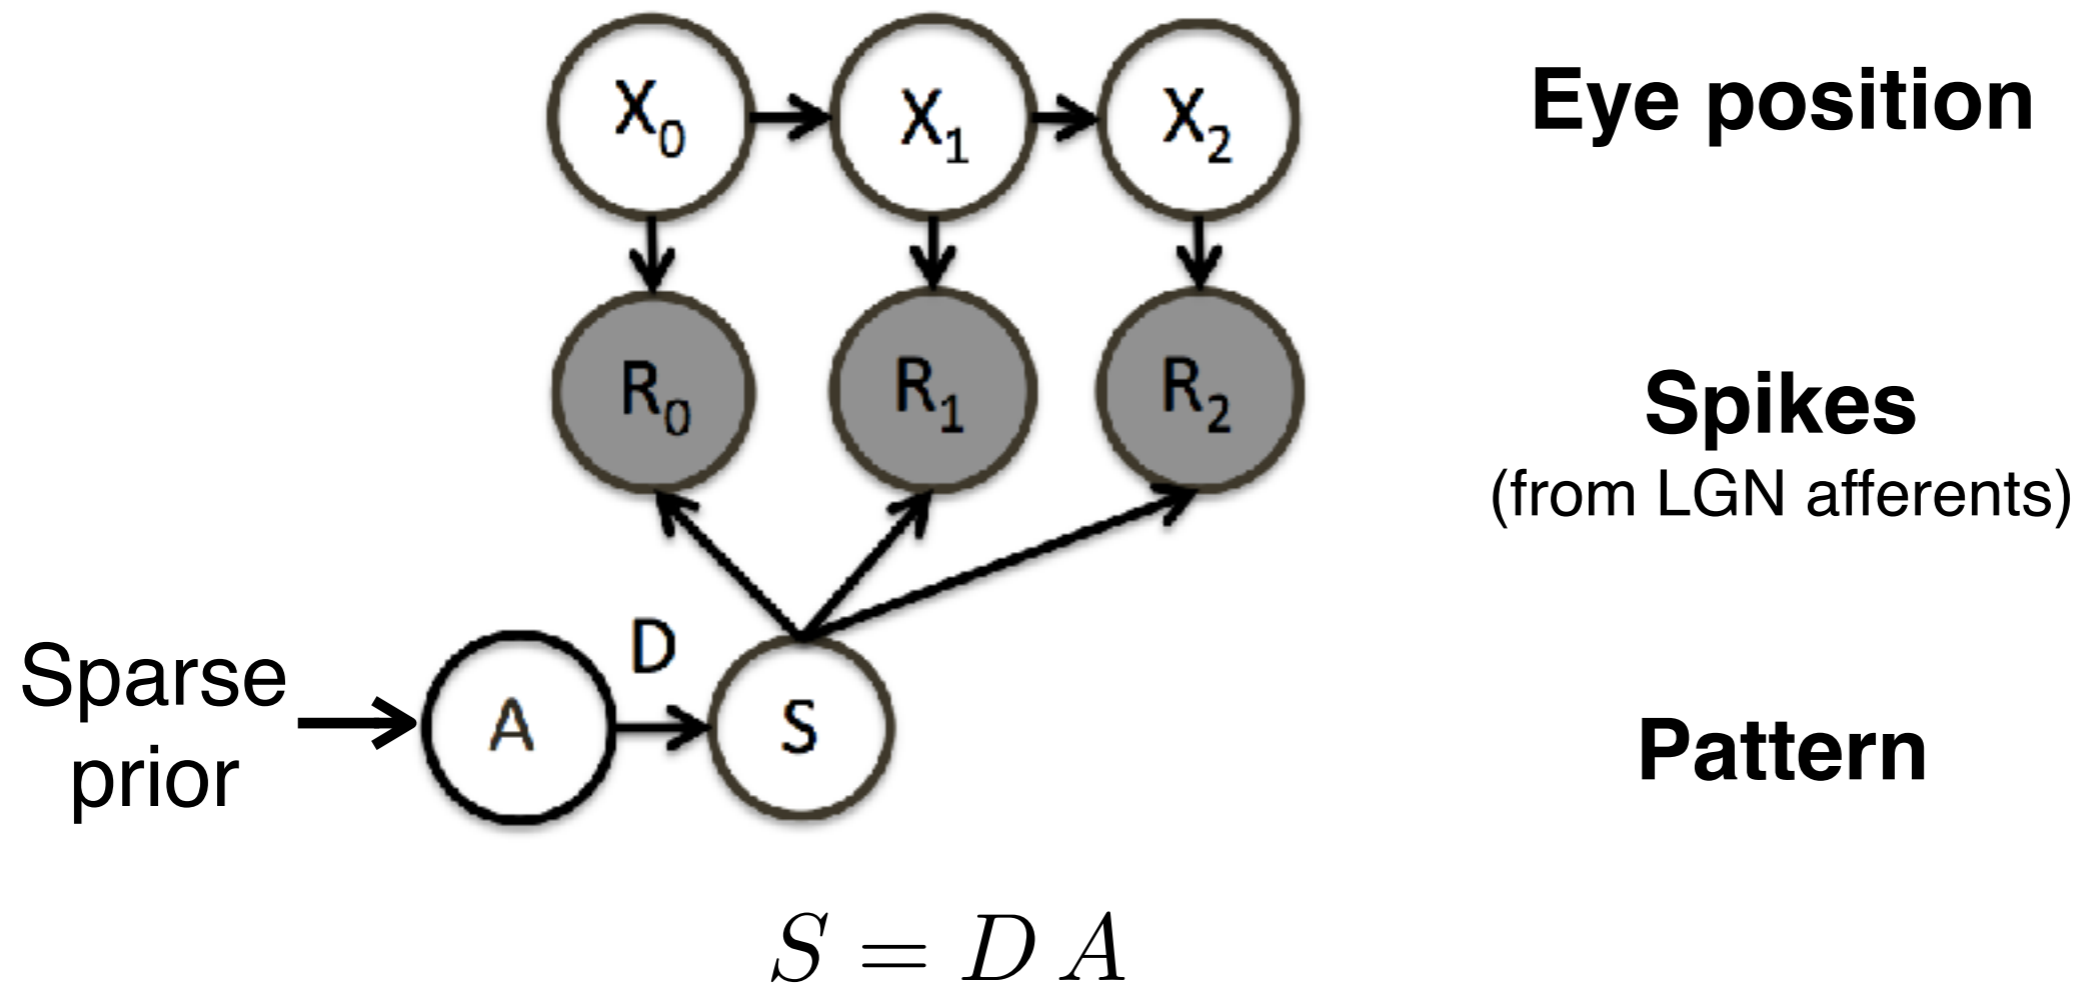 X0 X1 X2 Eye position
R0 R1 R2 Spikes
(from LGN afferents)
D
Sparse
prior
A S Pattern
S = D A